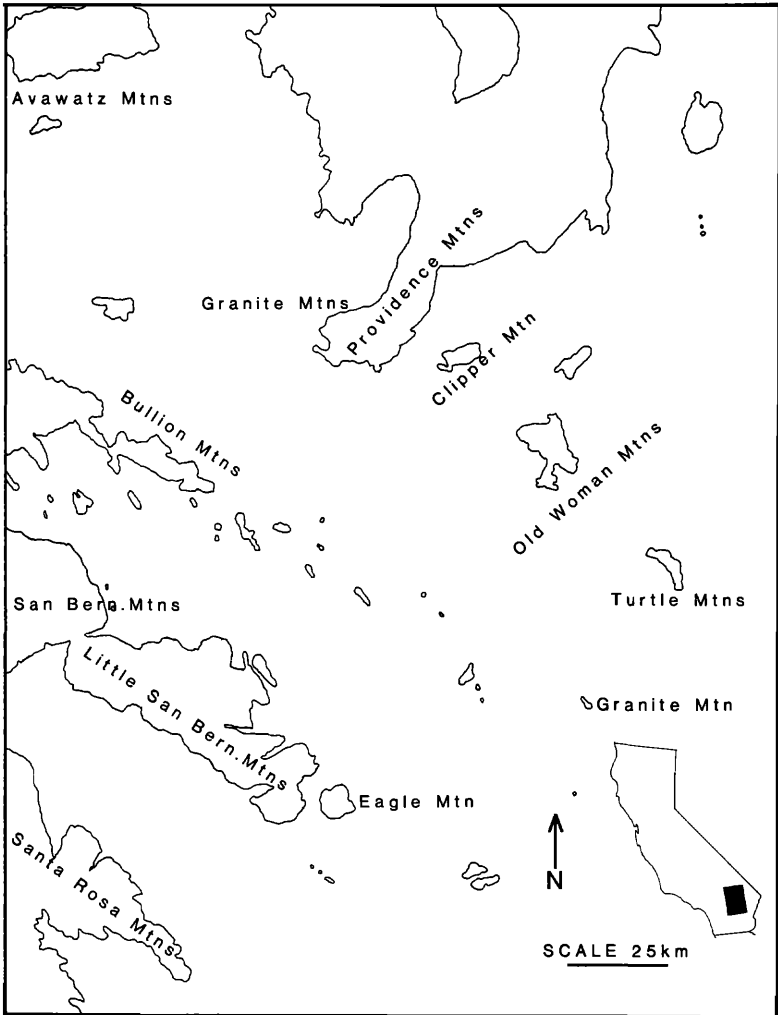 Avawatz Mtns
Granite Mtns
Providence Mtns
Clipper Mtn
Bullion Mtns
Old Woman Mtns
San Bern. Mtns
Turtle Mtns
Little San Bern. Mtns
Granite Mtn
Eagle Mtn
Santa Rosa Mtns
N
SCALE 25km